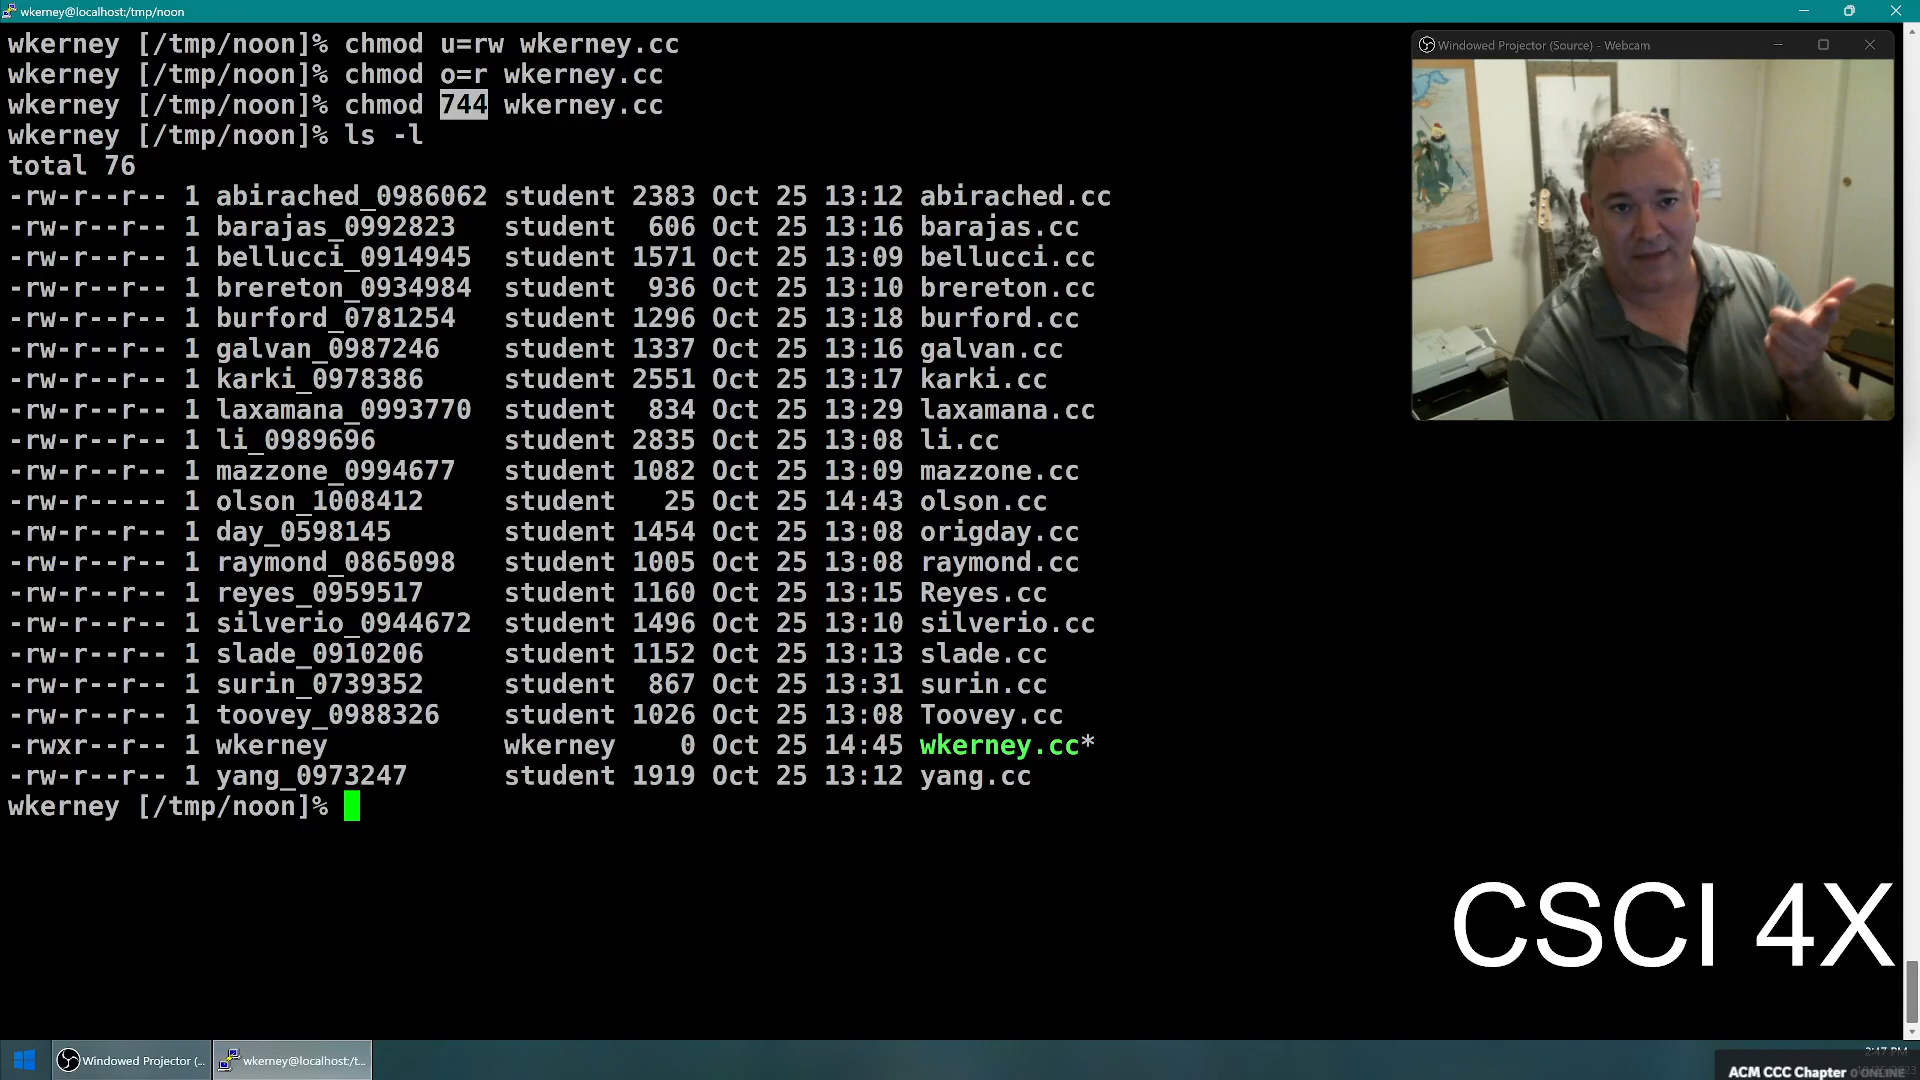 wkerney@localhost:/tmp/noon
wkerney [/tmp/noon]% chmod u=rw wkerney.cc
wkerney [/tmp/noon]% chmod o=r wkerney.cc
wkerney [/tmp/noon]% chmod 744 wkerney.cc
wkerney [/tmp/noon]% ls -l
total 76
-rw-r--r-- 1 abirached_0986062 student 2383 Oct 25 13:12 abirached.cc
-rw-r--r-- 1 barajas_0992823   student  606 Oct 25 13:16 barajas.cc
-rw-r--r-- 1 bellucci_0914945  student 1571 Oct 25 13:09 bellucci.cc
-rw-r--r-- 1 brereton_0934984  student  936 Oct 25 13:10 brereton.cc
-rw-r--r-- 1 burford_0781254   student 1296 Oct 25 13:18 burford.cc
-rw-r--r-- 1 galvan_0987246    student 1337 Oct 25 13:16 galvan.cc
-rw-r--r-- 1 karki_0978386     student 2551 Oct 25 13:17 karki.cc
-rw-r--r-- 1 laxamana_0993770  student  834 Oct 25 13:29 laxamana.cc
-rw-r--r-- 1 li_0989696        student 2835 Oct 25 13:08 li.cc
-rw-r--r-- 1 mazzone_0994677   student 1082 Oct 25 13:09 mazzone.cc
-rw-r----- 1 olson_1008412     student   25 Oct 25 14:43 olson.cc
-rw-r--r-- 1 day_0598145       student 1454 Oct 25 13:08 origday.cc
-rw-r--r-- 1 raymond_0865098   student 1005 Oct 25 13:08 raymond.cc
-rw-r--r-- 1 reyes_0959517     student 1160 Oct 25 13:15 Reyes.cc
-rw-r--r-- 1 silverio_0944672  student 1496 Oct 25 13:10 silverio.cc
-rw-r--r-- 1 slade_0910206     student 1152 Oct 25 13:13 slade.cc
-rw-r--r-- 1 surin_0739352     student  867 Oct 25 13:31 surin.cc
-rw-r--r-- 1 toovey_0988326    student 1026 Oct 25 13:08 Toovey.cc
-rwxr--r-- 1 wkerney           wkerney    0 Oct 25 14:45 wkerney.cc*
-rw-r--r-- 1 yang_0973247      student 1919 Oct 25 13:12 yang.cc
wkerney [/tmp/noon]%
Windowed Projector (Source) - Webcam
CSCI 4X
Windowed Projector (...
wkerney@localhost:/t...
2:47 PM
ACM CCC Chapter 0 ONLINE